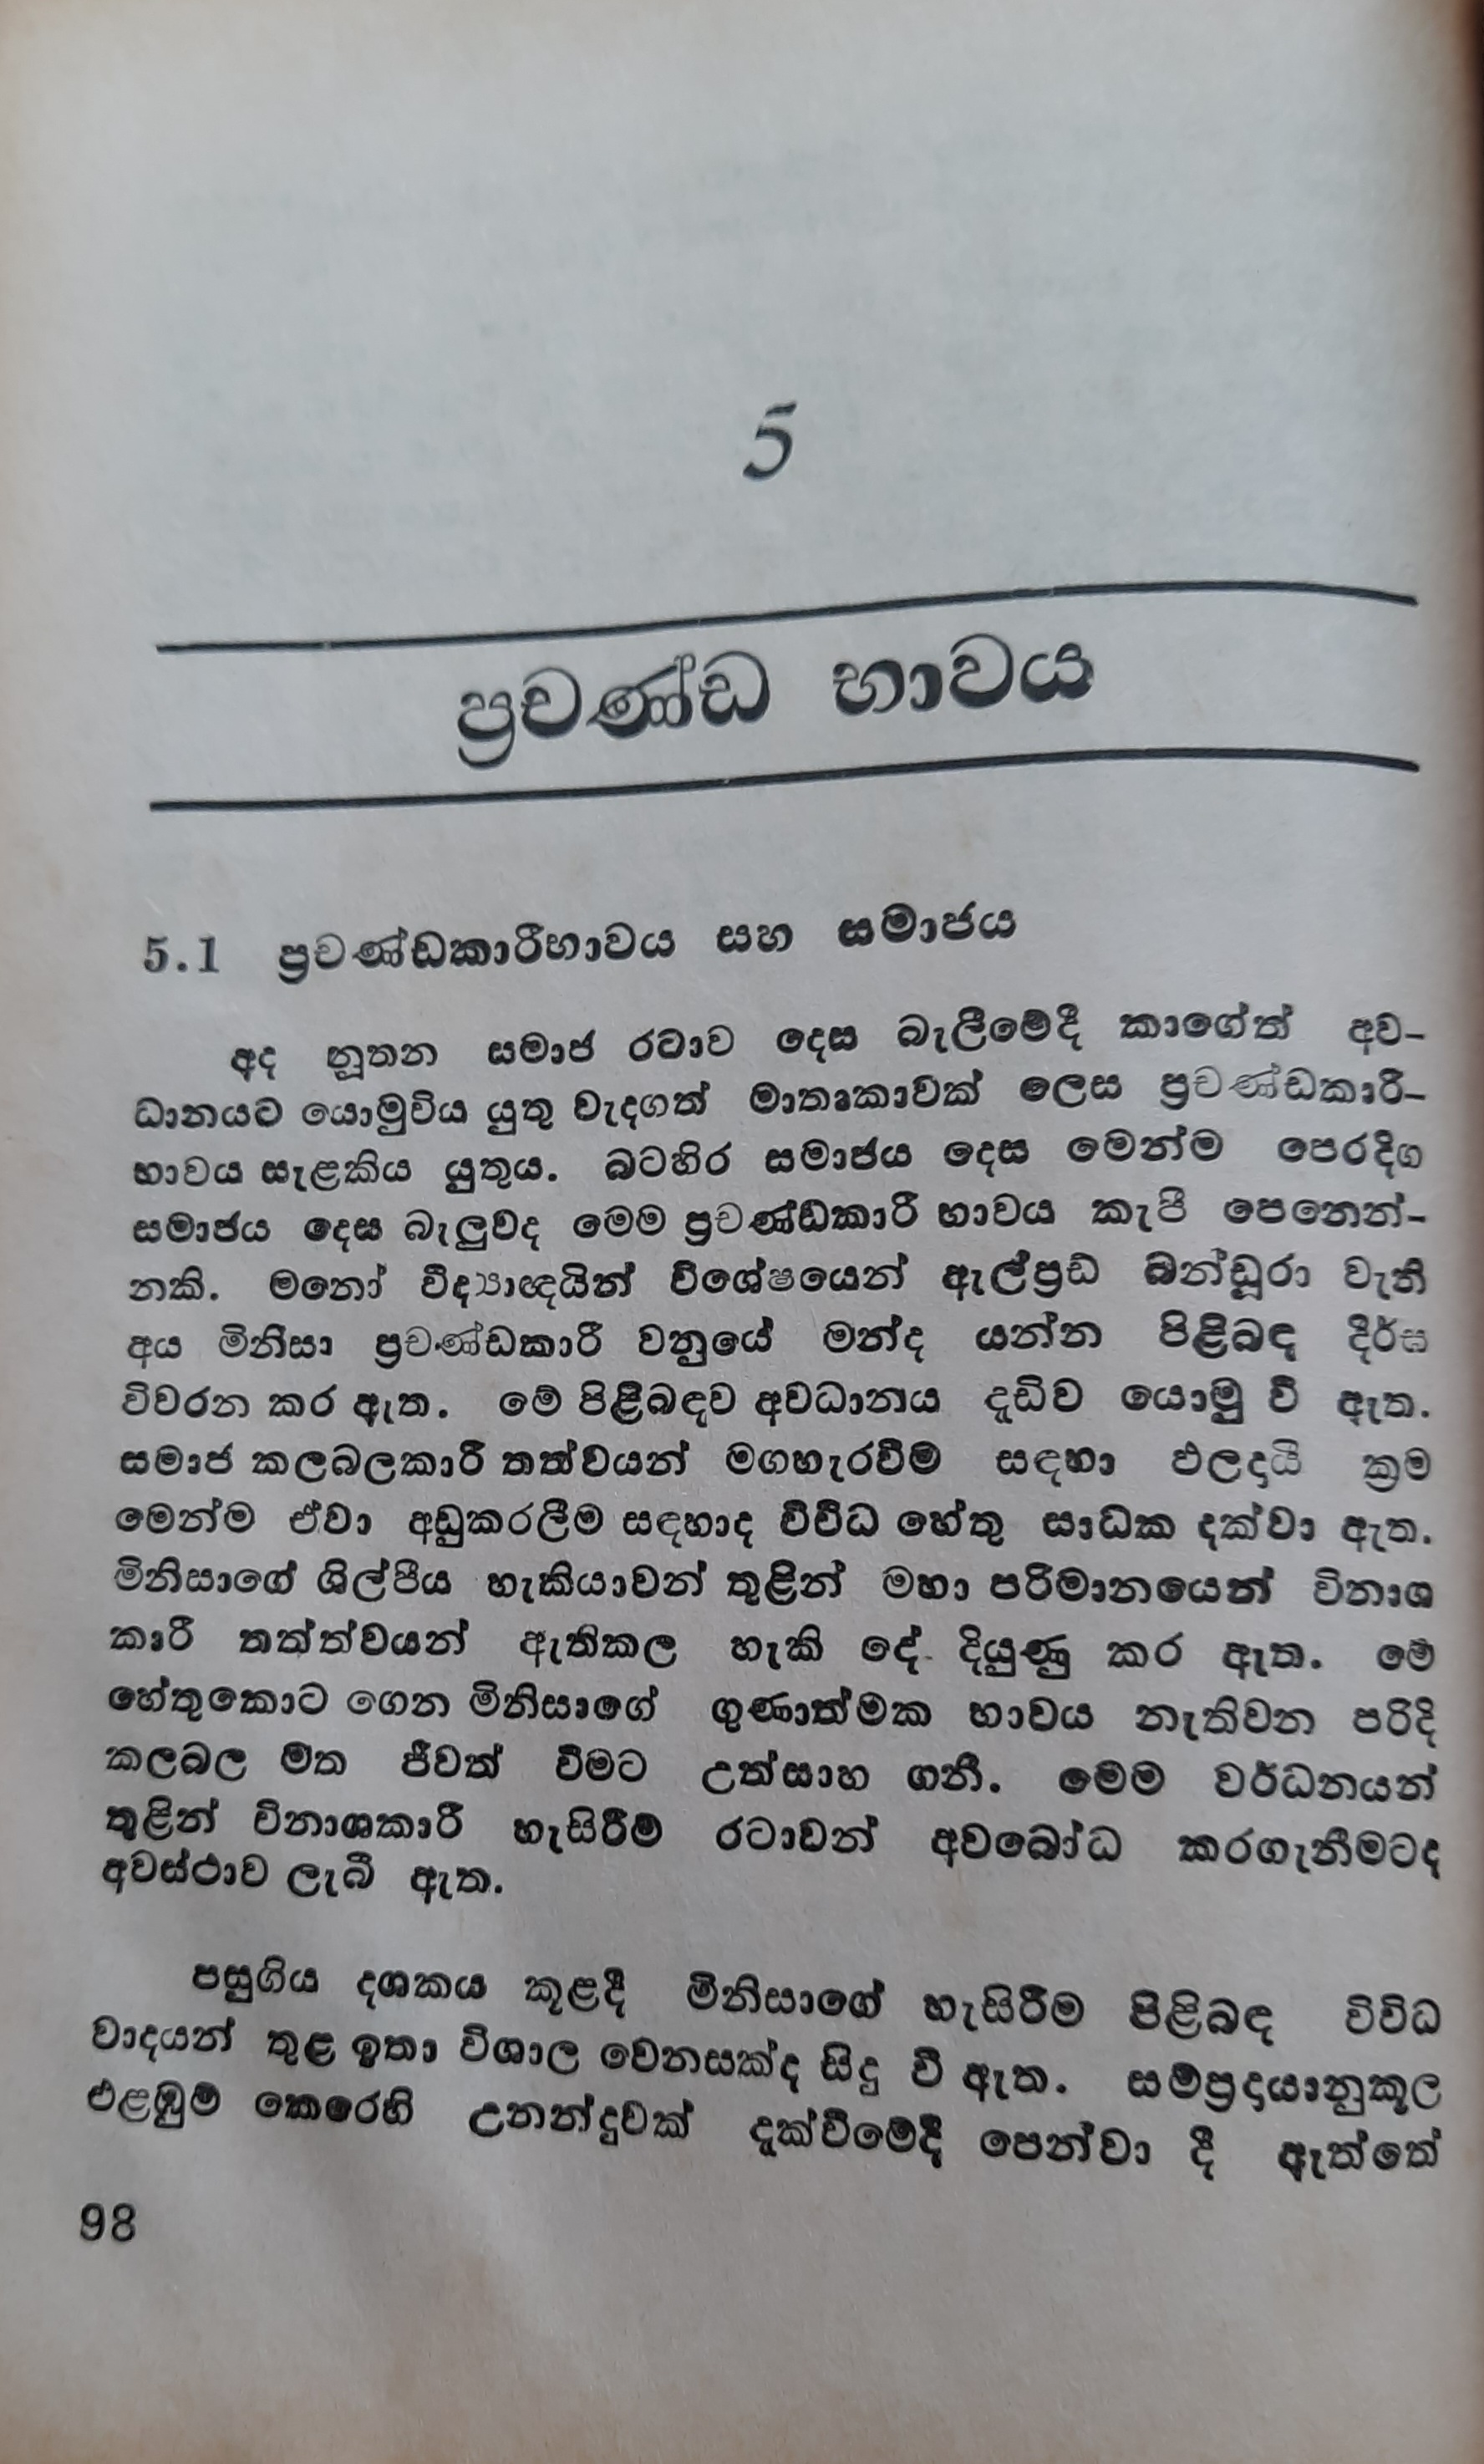 5
ප්‍රචණ්ඩ භාවය
5.1 ප්‍රචණ්ඩකාරීභාවය සහ සමාජය
අද නූතන සමාජ රටාව දෙස බැලීමේදී කාගේත් අව-
ධානයට යොමුවිය යුතු වැදගත් මාතෘකාවක් ලෙස ප්‍රචණ්ඩකාරී-
භාවය සැළකිය යුතුය. බටහිර සමාජය දෙස මෙන්ම පෙරදිග
සමාජය දෙස බැලුවද මෙම ප්‍රචණ්ඩකාරී භාවය කැපී පෙනෙන්-
නකි. මනෝ විද්‍යාඥයින් විශේෂයෙන් ඇල්ප්‍රඩ් බන්ඩූරා වැනි
අය මිනිසා ප්‍රචණ්ඩකාරී වනුයේ මන්ද යන්න පිළිබඳ දීර්ඝ
විවරන කර ඇත. මේ පිළිබඳව අවධානය දැඩිව යොමු වී ඇත.
සමාජ කලබලකාරී තත්වයන් මගහැරවීම සඳහා ඵලදායී ක්‍රම
මෙන්ම ඒවා අඩුකරලීම සඳහාද විවිධ හේතු සාධක දක්වා ඇත.
මිනිසාගේ ශිල්පීය හැකියාවන් තුළින් මහා පරිමානයෙන් විනාශ
කාරී තත්ත්වයන් ඇතිකල හැකි දේ දියුණු කර ඇත. මේ
හේතුකොට ගෙන මිනිසාගේ ගුණාත්මක භාවය නැතිවන පරිදි
කලබල මත ජීවත් වීමට උත්සාහ ගනී. මෙම වර්ධනයන්
තුළින් විනාශකාරී හැසිරීම් රටාවන් අවබෝධ කරගැනීමටද
අවස්ථාව ලැබී ඇත.
පසුගිය දශකය තුළදී මිනිසාගේ හැසිරීම පිළිබඳ විවිධ
වාදයන් තුළ ඉතා විශාල වෙනසක්ද සිදු වී ඇත. සම්ප්‍රදායානුකූල
එළඹුම් කෙරෙහි උනන්දුවක් දැක්වීමේදී පෙන්වා දී ඇත්තේ
98